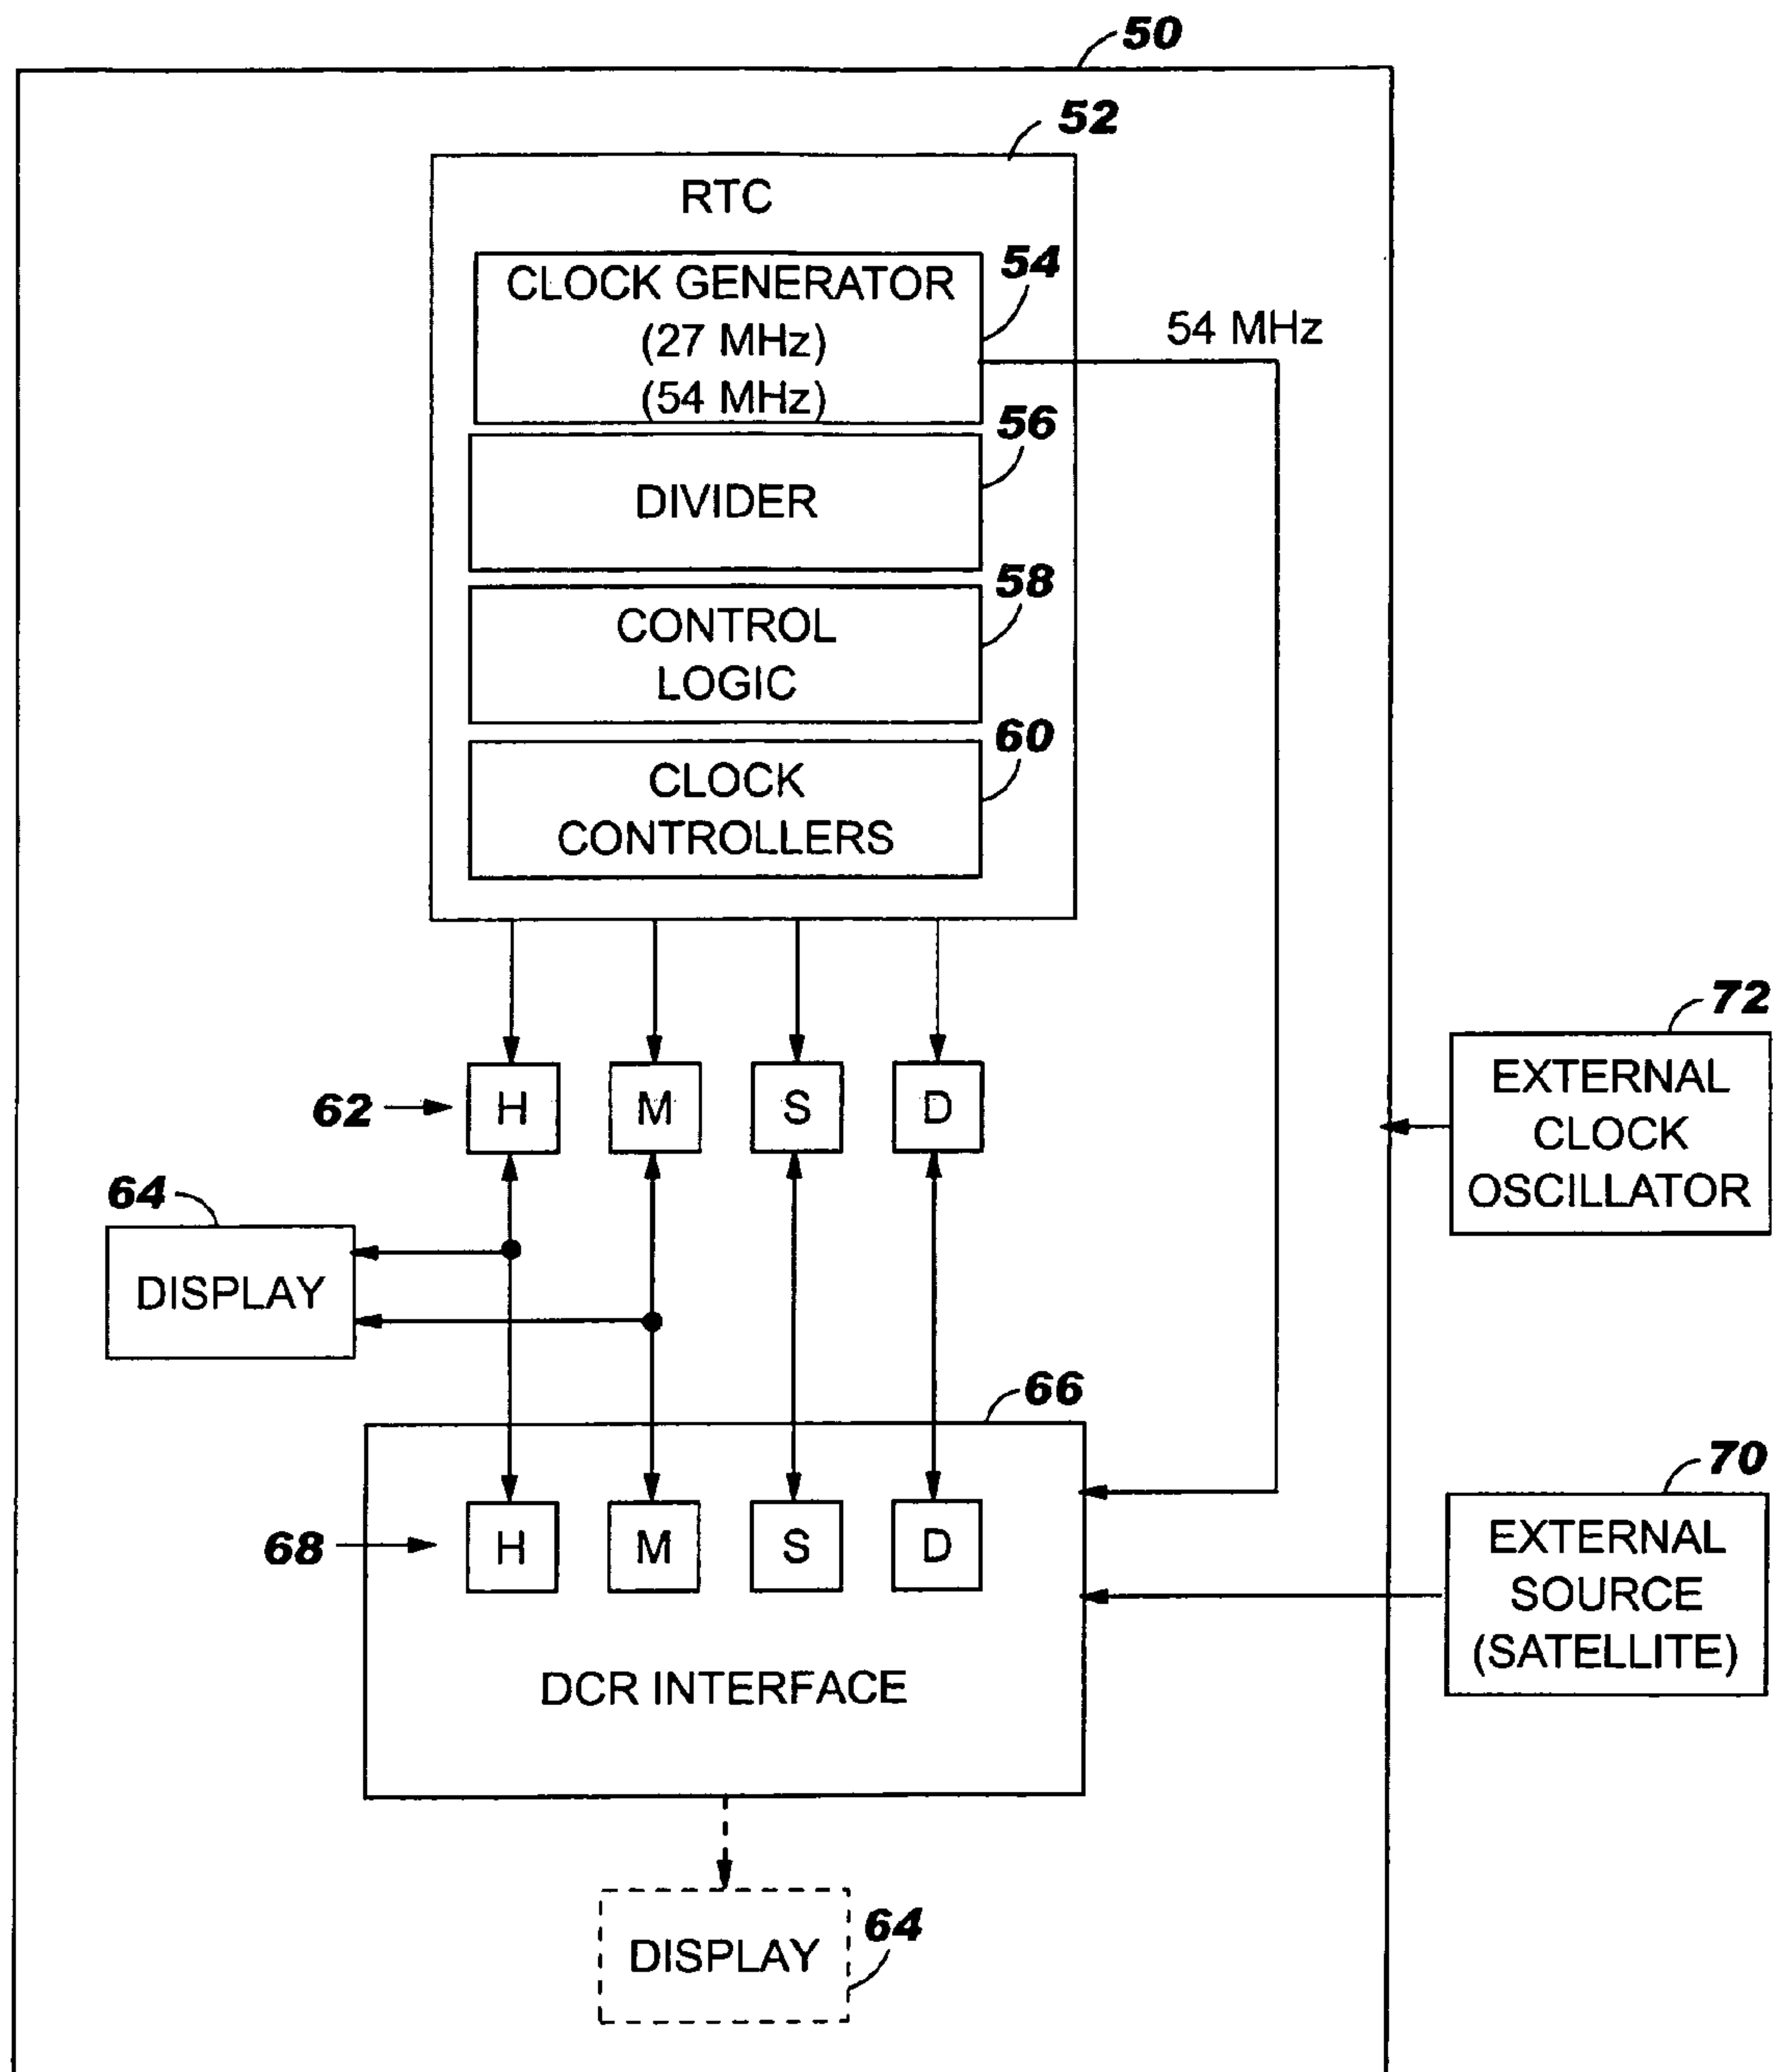 50
52
RTC
54
CLOCK GENERATOR
(27 MHz)
(54 MHz)
54 MHz
56
DIVIDER
58
CONTROL
LOGIC
60
CLOCK
CONTROLLERS
72
EXTERNAL
CLOCK
OSCILLATOR
62
H
M
S
D
64
DISPLAY
66
70
EXTERNAL
SOURCE
(SATELLITE)
68
H
M
S
D
DCR INTERFACE
64
DISPLAY